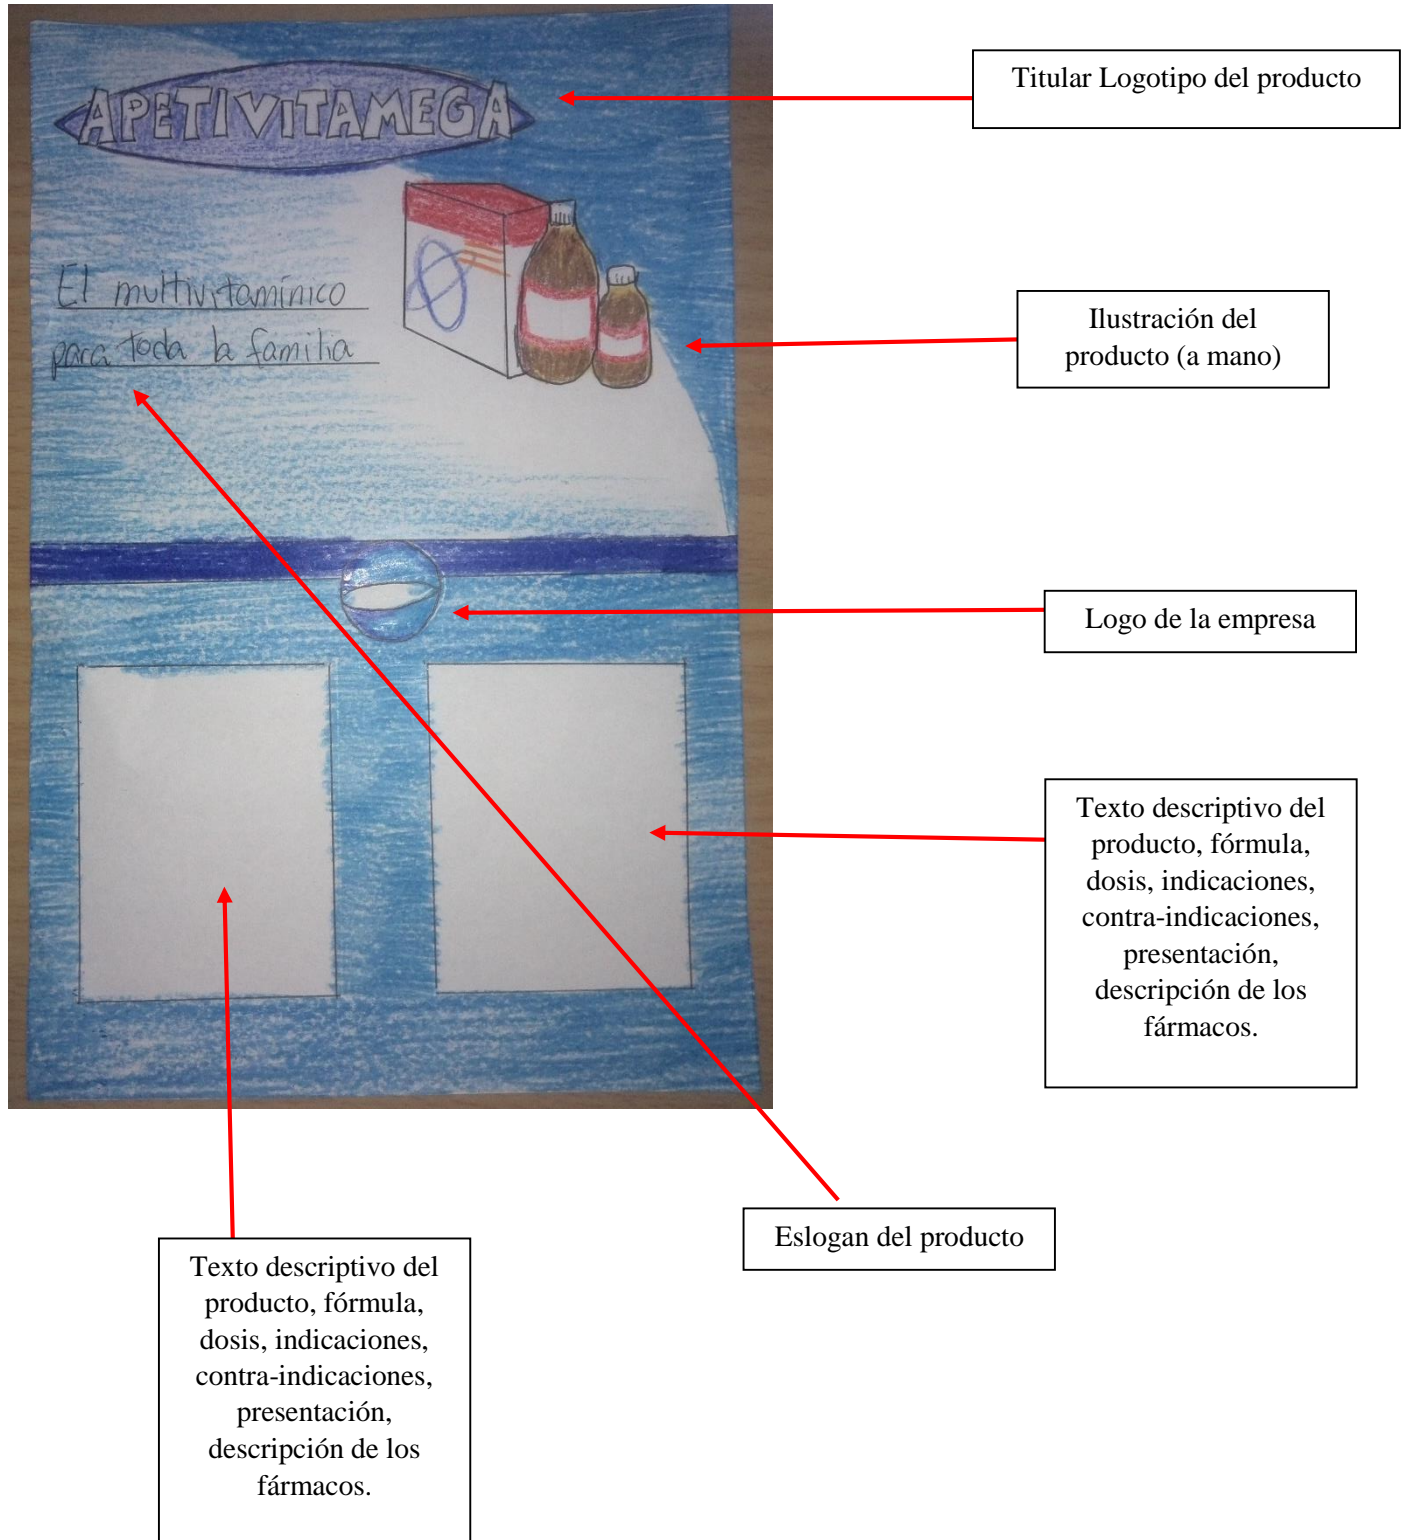 APETIVITAMEGA
El multivitamínico
para toda la familia
Titular Logotipo del producto
Ilustración del
producto (a mano)
Logo de la empresa
Texto descriptivo del
producto, fórmula,
dosis, indicaciones,
contra-indicaciones,
presentación,
descripción de los
fármacos.
Eslogan del producto
Texto descriptivo del
producto, fórmula,
dosis, indicaciones,
contra-indicaciones,
presentación,
descripción de los
fármacos.